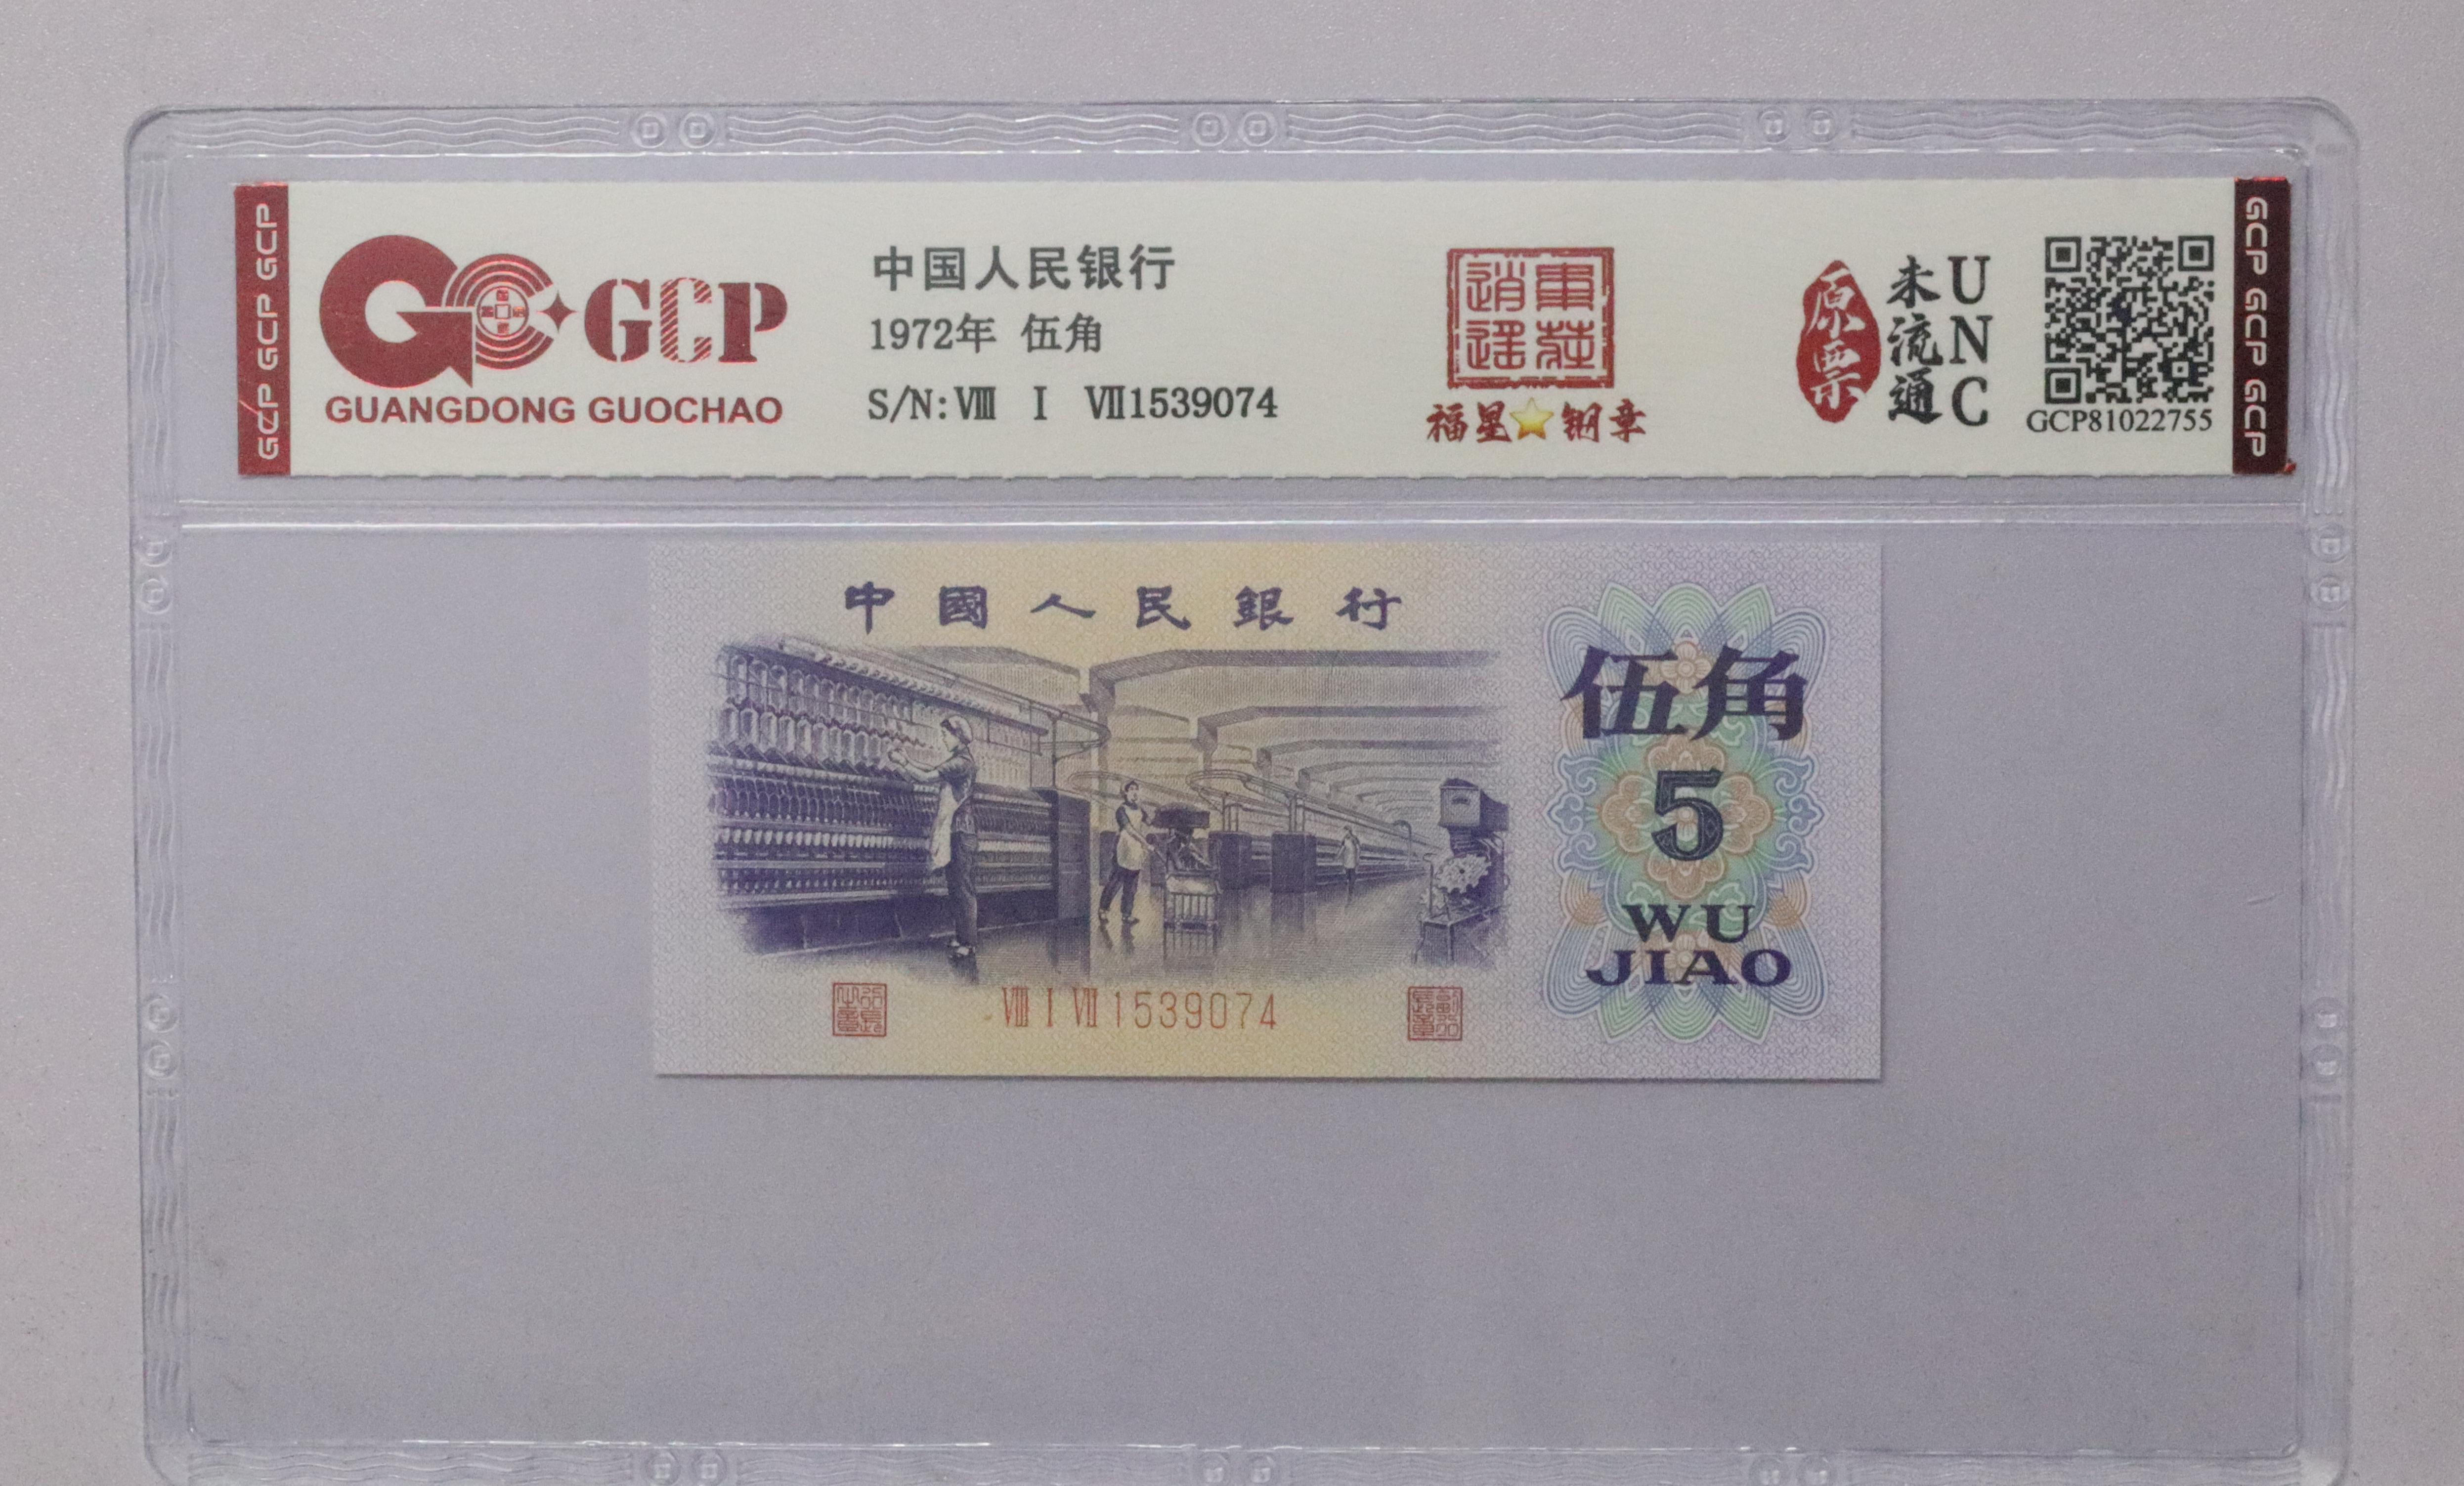 GCP GCP GCP
GCP
GUANGDONG GUOCHAO
中国人民银行
1972年 伍角
S/N:Ⅷ Ⅰ Ⅶ1539074
東莊逍遥
福星⭐钢章
原票
未流通
UNC
GCP81022755
GCP GCP GCP
中國人民銀行
伍角
5
WU
JIAO
Ⅷ Ⅰ Ⅶ 1539074